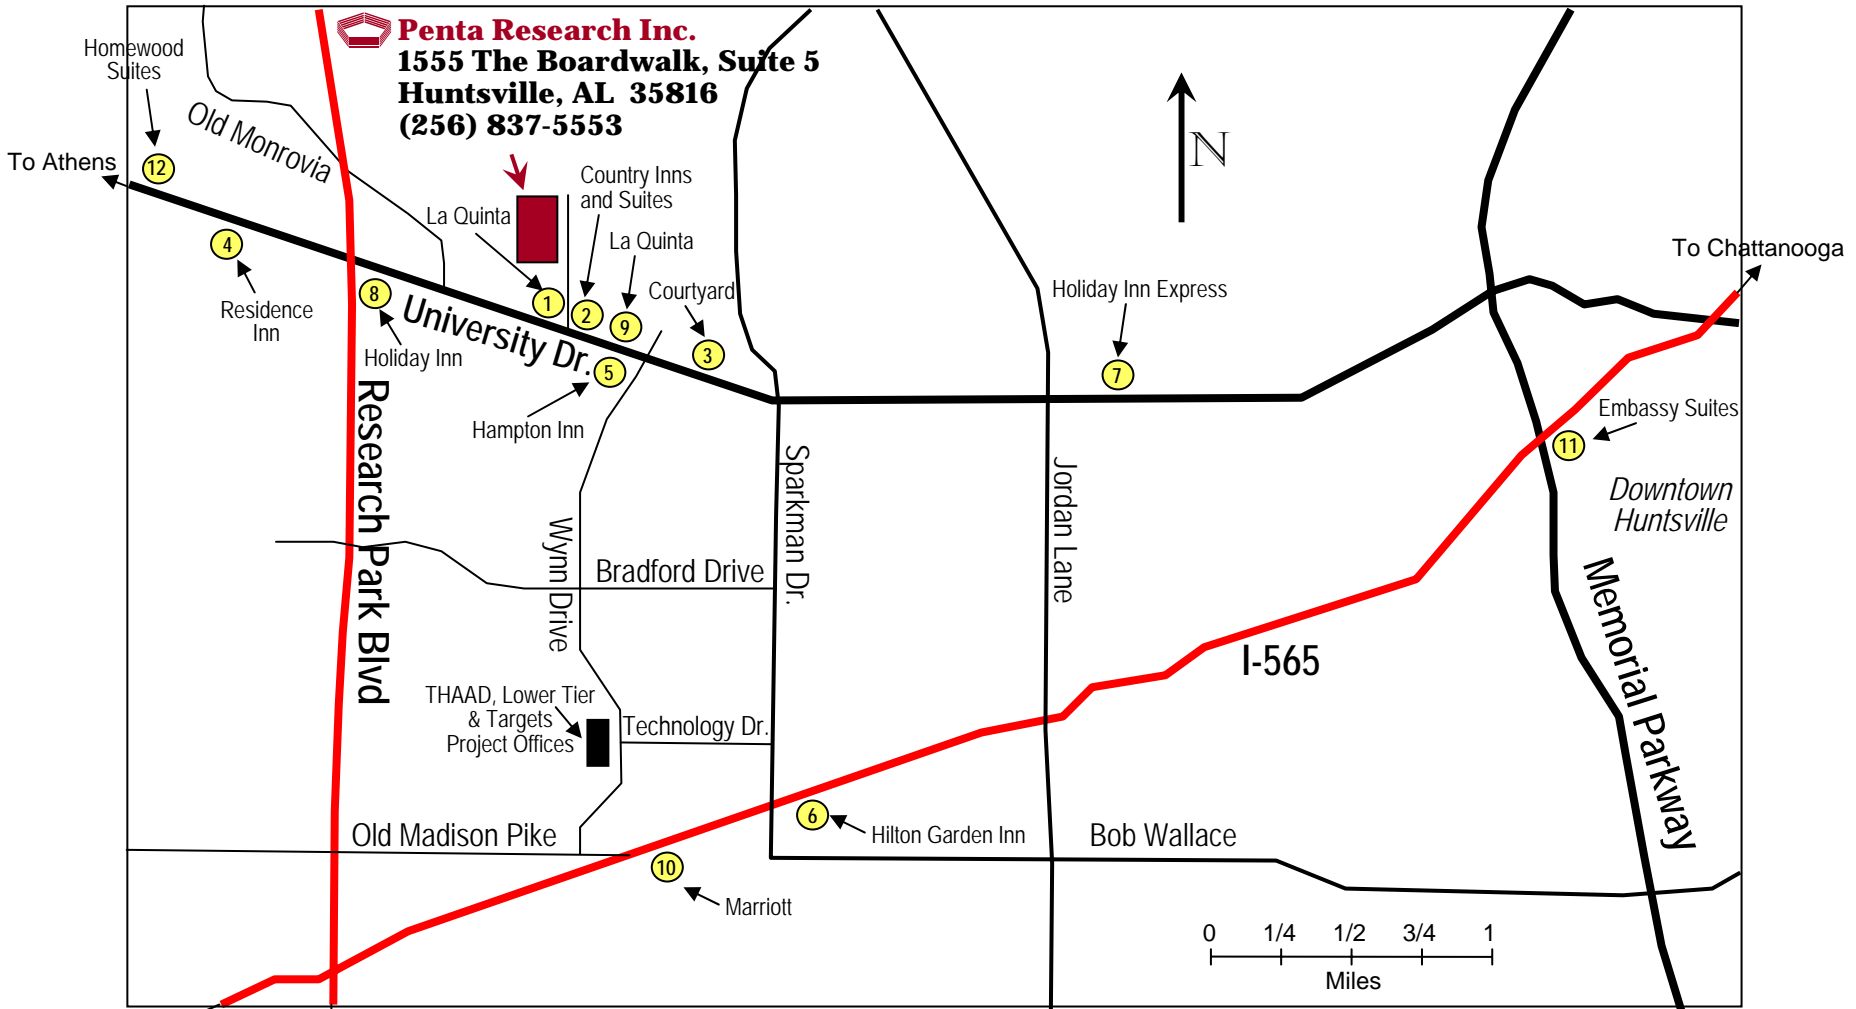 Penta Research Inc.
1555 The Boardwalk, Suite 5
Huntsville, AL  35816
(256) 837-5553
Homewood
Suites
To Athens
12
Old Monrovia
4
Residence
Inn
8
Holiday Inn
La Quinta
1
Country Inns
and Suites
2
La Quinta
9
Courtyard
3
University Dr.
5
Hampton Inn
N
Holiday Inn Express
7
To Chattanooga
Embassy Suites
11
Downtown
Huntsville
Research Park Blvd
Wynn Drive
Bradford Drive
Sparkman Dr.
Jordan Lane
I-565
Memorial Parkway
THAAD, Lower Tier
& Targets
Project Offices
Technology Dr.
Old Madison Pike
6
Hilton Garden Inn
Bob Wallace
10
Marriott
0 1/4 1/2 3/4 1
Miles